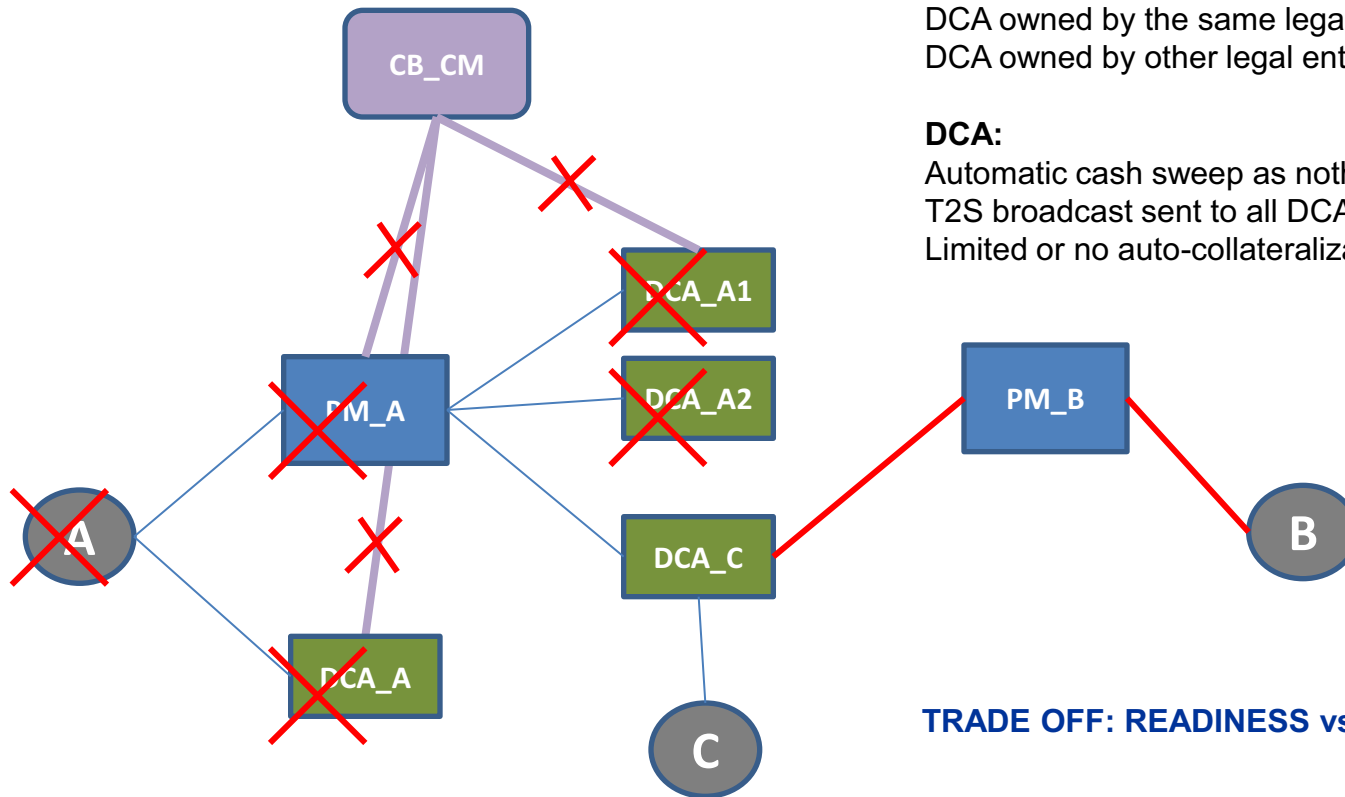 DCA owned by the same lega
DCA owned by other legal ent
CB_CM
DCA:
Automatic cash sweep as noth
T2S broadcast sent to all DCA
Limited or no auto-collateraliza
DCA_A1
DCA_A2
PM_A
PM_B
A
DCA_C
B
DCA_A
C
TRADE OFF: READINESS vs